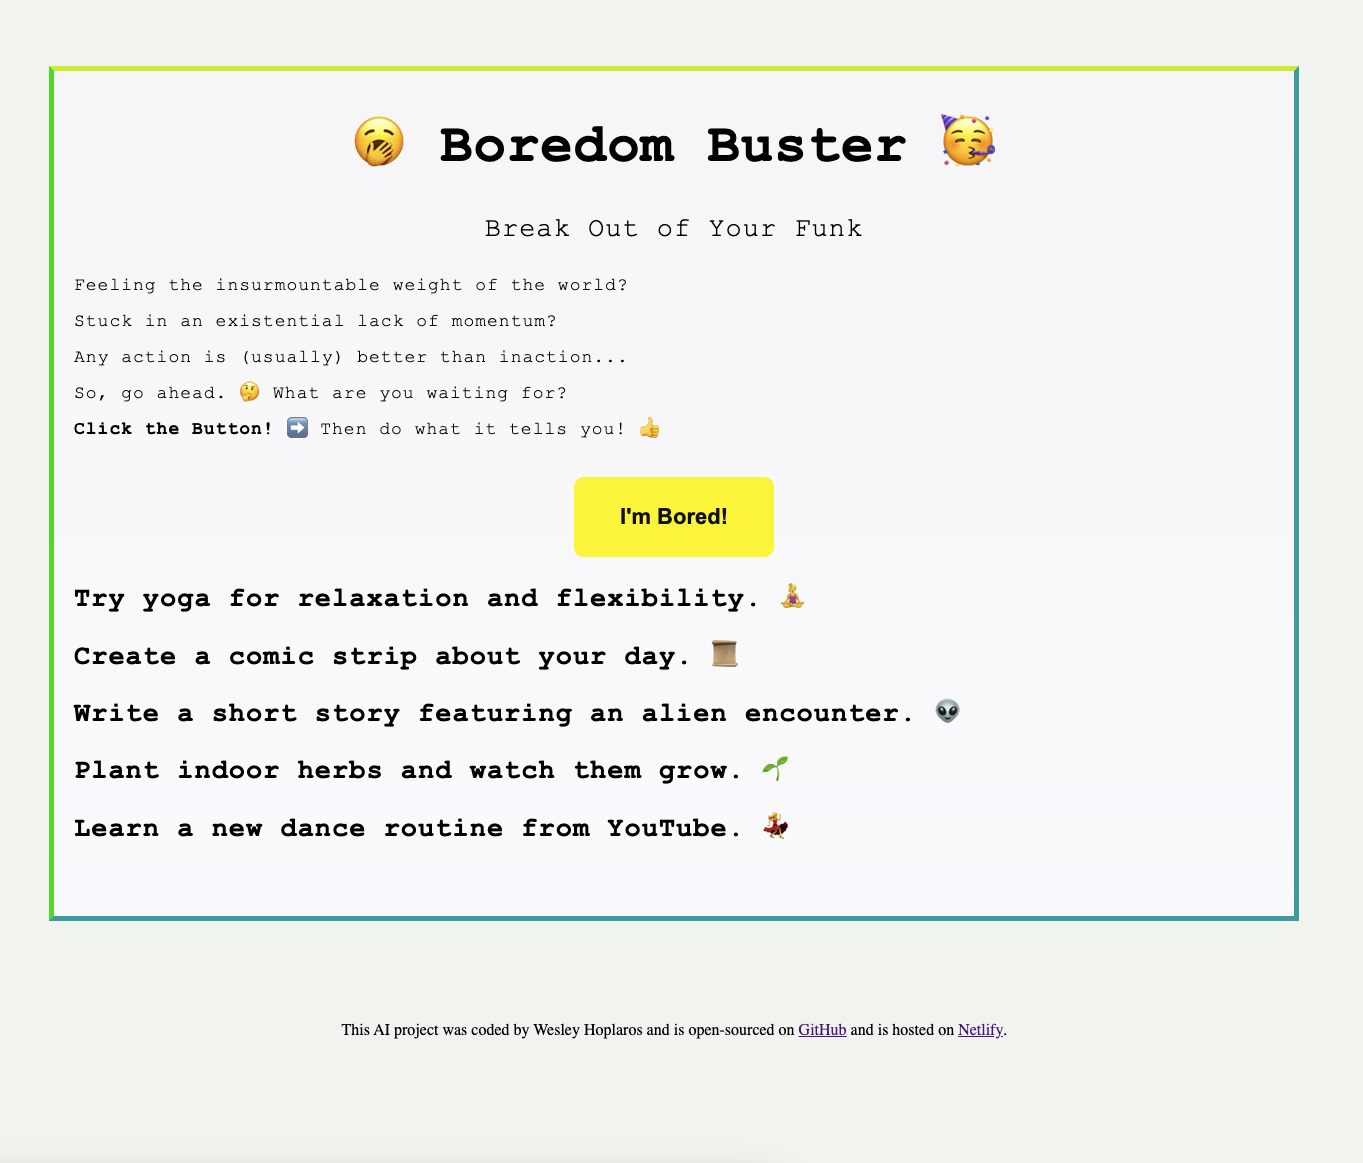 🥱 Boredom Buster 🥳
Break Out of Your Funk
Feeling the insurmountable weight of the world?
Stuck in an existential lack of momentum?
Any action is (usually) better than inaction...
So, go ahead. 🤔 What are you waiting for?
Click the Button! ➡️ Then do what it tells you! 👍
I'm Bored!
Try yoga for relaxation and flexibility. 🧘‍♀️
Create a comic strip about your day. 📜
Write a short story featuring an alien encounter. 👽
Plant indoor herbs and watch them grow. 🌱
Learn a new dance routine from YouTube. 💃
This AI project was coded by Wesley Hoplaros and is open-sourced on GitHub and is hosted on Netlify.